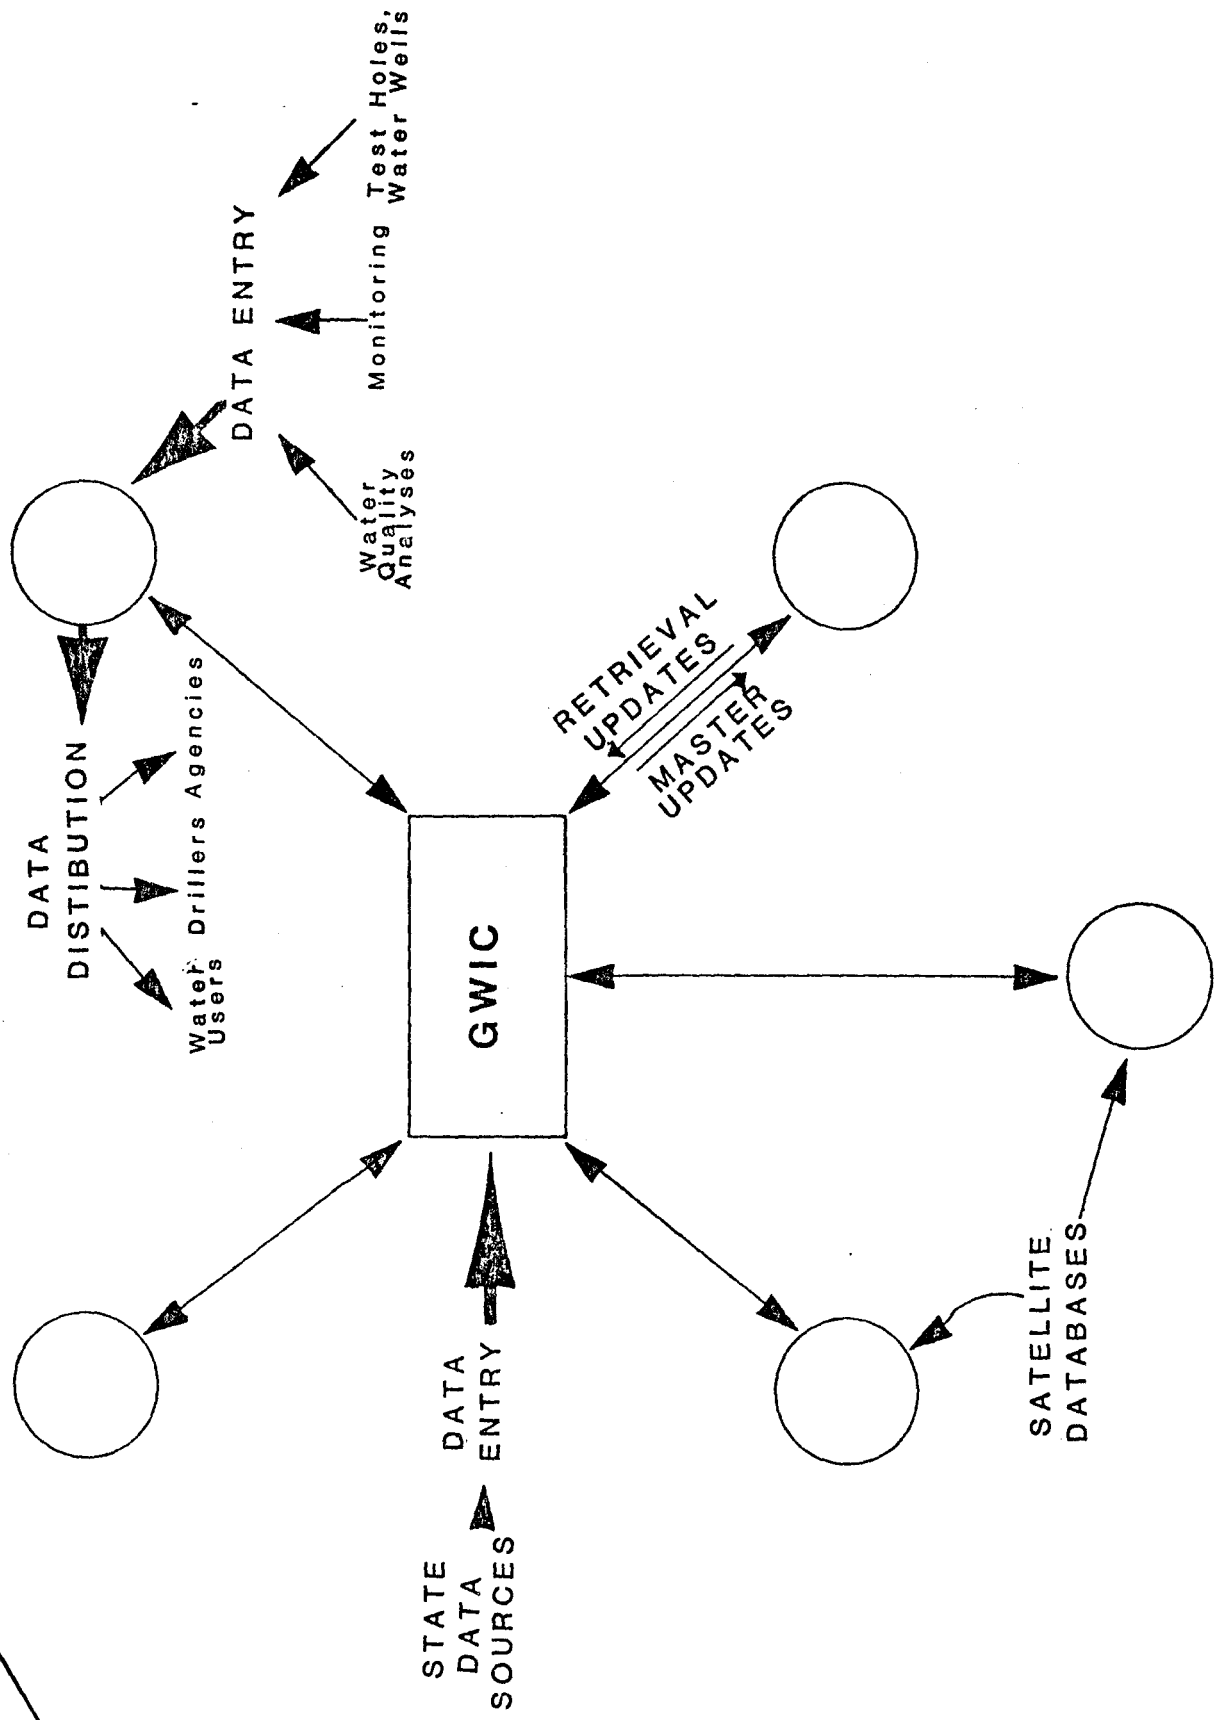 DATA
DISTIBUTION
Water
Users
Drillers
Agencies
DATA ENTRY
Water
Quality
Analyses
Monitoring
Test Holes,
Water Wells
STATE
DATA
SOURCES
DATA
ENTRY
GWIC
RETRIEVAL
UPDATES
MASTER
UPDATES
SATELLITE
DATABASES